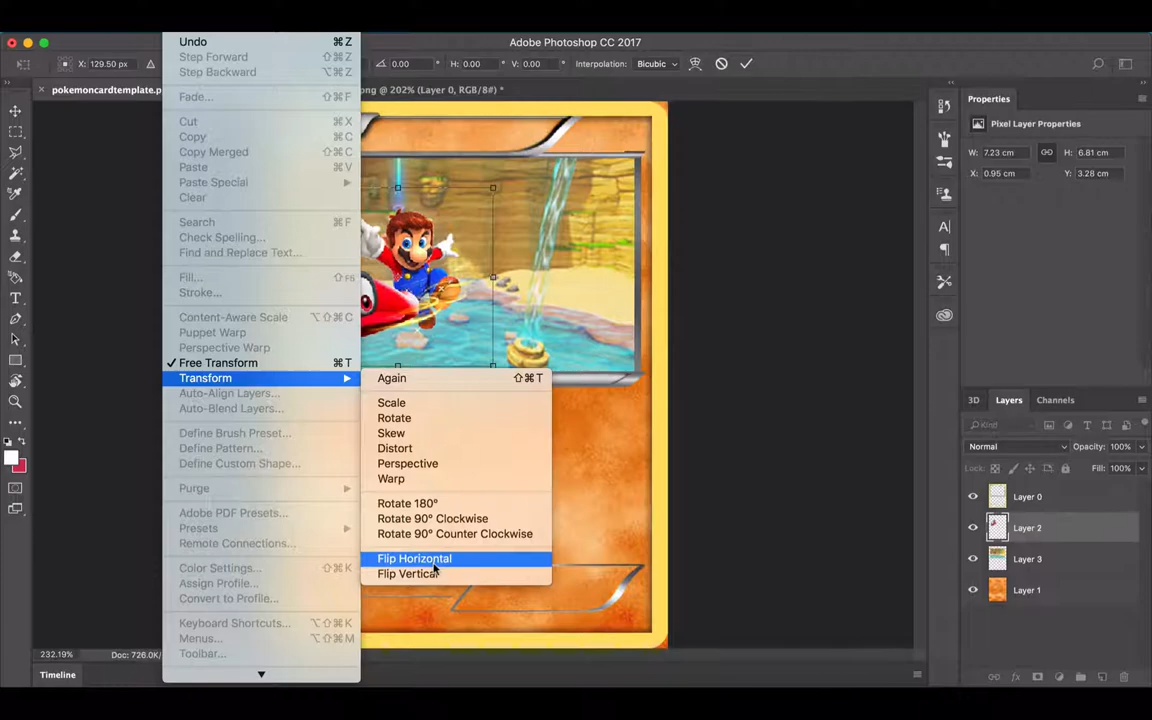 Adobe Photoshop CC 2017
X: 129.50 px
0.00 °
H: 0.00 °
V: 0.00 °
Interpolation: Bicubic
pokemoncardtemplate.p
png @ 202% (Layer 0, RGB/8#) *
Undo ⌘Z
Step Forward ⇧⌘Z
Step Backward ⌥⌘Z
Fade... ⇧⌘F
Cut ⌘X
Copy ⌘C
Copy Merged ⇧⌘C
Paste ⌘V
Paste Special
Clear
Search ⌘F
Check Spelling...
Find and Replace Text...
Fill... ⇧F5
Stroke...
Content-Aware Scale ⌥⇧⌘C
Puppet Warp
Perspective Warp
✓ Free Transform ⌘T
Transform
Auto-Align Layers...
Auto-Blend Layers...
Define Brush Preset...
Define Pattern...
Define Custom Shape...
Purge
Adobe PDF Presets...
Presets
Remote Connections...
Color Settings... ⇧⌘K
Assign Profile...
Convert to Profile...
Keyboard Shortcuts... ⌥⇧⌘K
Menus... ⌥⇧⌘M
Toolbar...
Again ⇧⌘T
Scale
Rotate
Skew
Distort
Perspective
Warp
Rotate 180°
Rotate 90° Clockwise
Rotate 90° Counter Clockwise
Flip Horizontal
Flip Vertical
Properties
Pixel Layer Properties
W: 7.23 cm H: 6.81 cm
X: 0.95 cm Y: 3.28 cm
3D Layers Channels
Kind
Normal Opacity: 100%
Lock: Fill: 100%
Layer 0
Layer 2
Layer 3
Layer 1
232.19% Doc: 726.0K/
Timeline